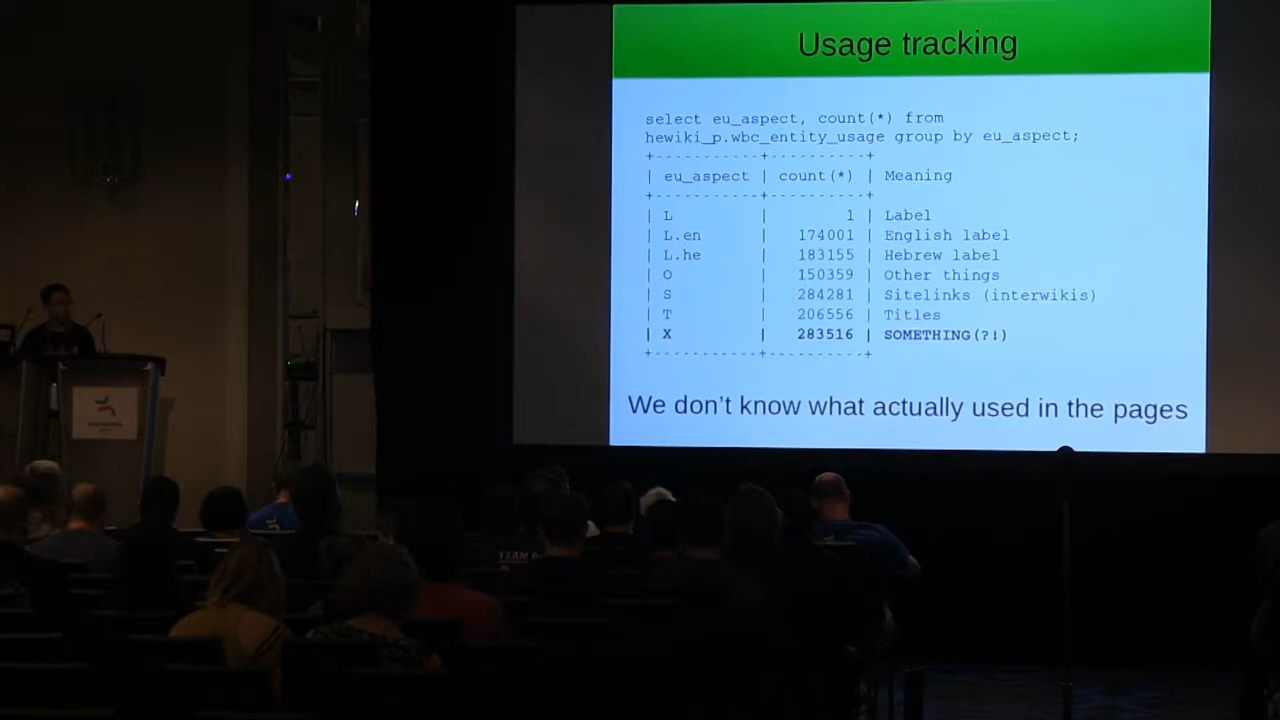 Usage tracking
select eu_aspect, count(*) from
hewiki_p.wbc_entity_usage group by eu_aspect;
+-----------+----------+
| eu_aspect | count(*) | Meaning
+-----------+----------+
| L | 1 | Label
| L.en | 174001 | English label
| L.he | 183155 | Hebrew label
| O | 150359 | Other things
| S | 284281 | Sitelinks (interwikis)
| T | 206556 | Titles
| X | 283516 | SOMETHING(?!)
+-----------+----------+
We don't know what actually used in the pages
TEAM